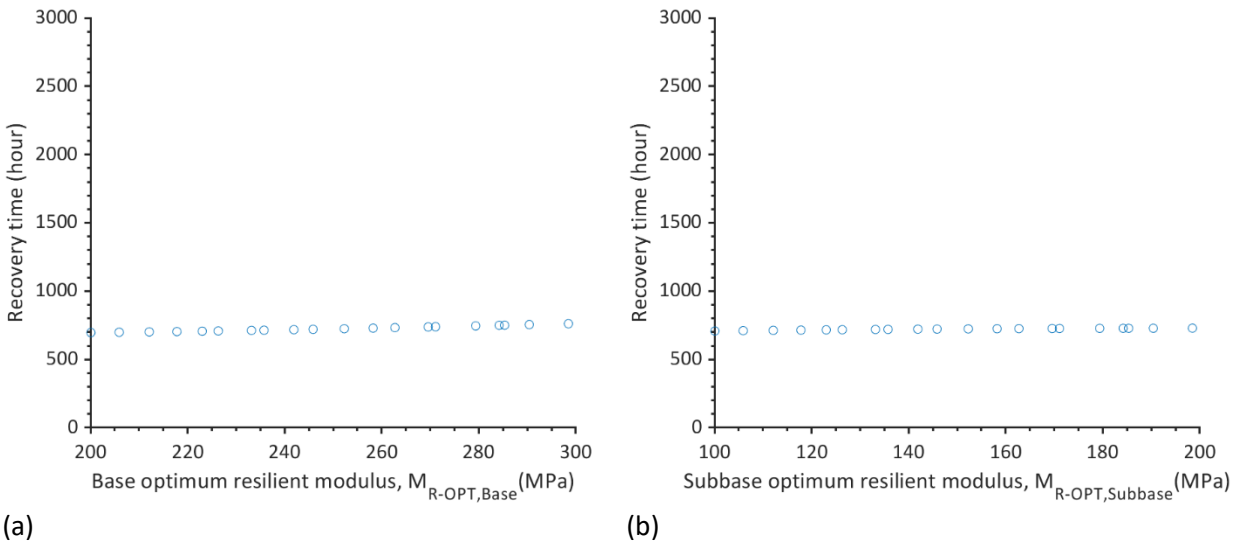 3000
2500
2000
1500
1000
500
0
Recovery time (hour)
200 220 240 260 280 300
Base optimum resilient modulus, M_R-OPT,Base(MPa)
(a)
3000
2500
2000
1500
1000
500
0
Recovery time (hour)
100 120 140 160 180 200
Subbase optimum resilient modulus, M_R-OPT,Subbase(MPa)
(b)